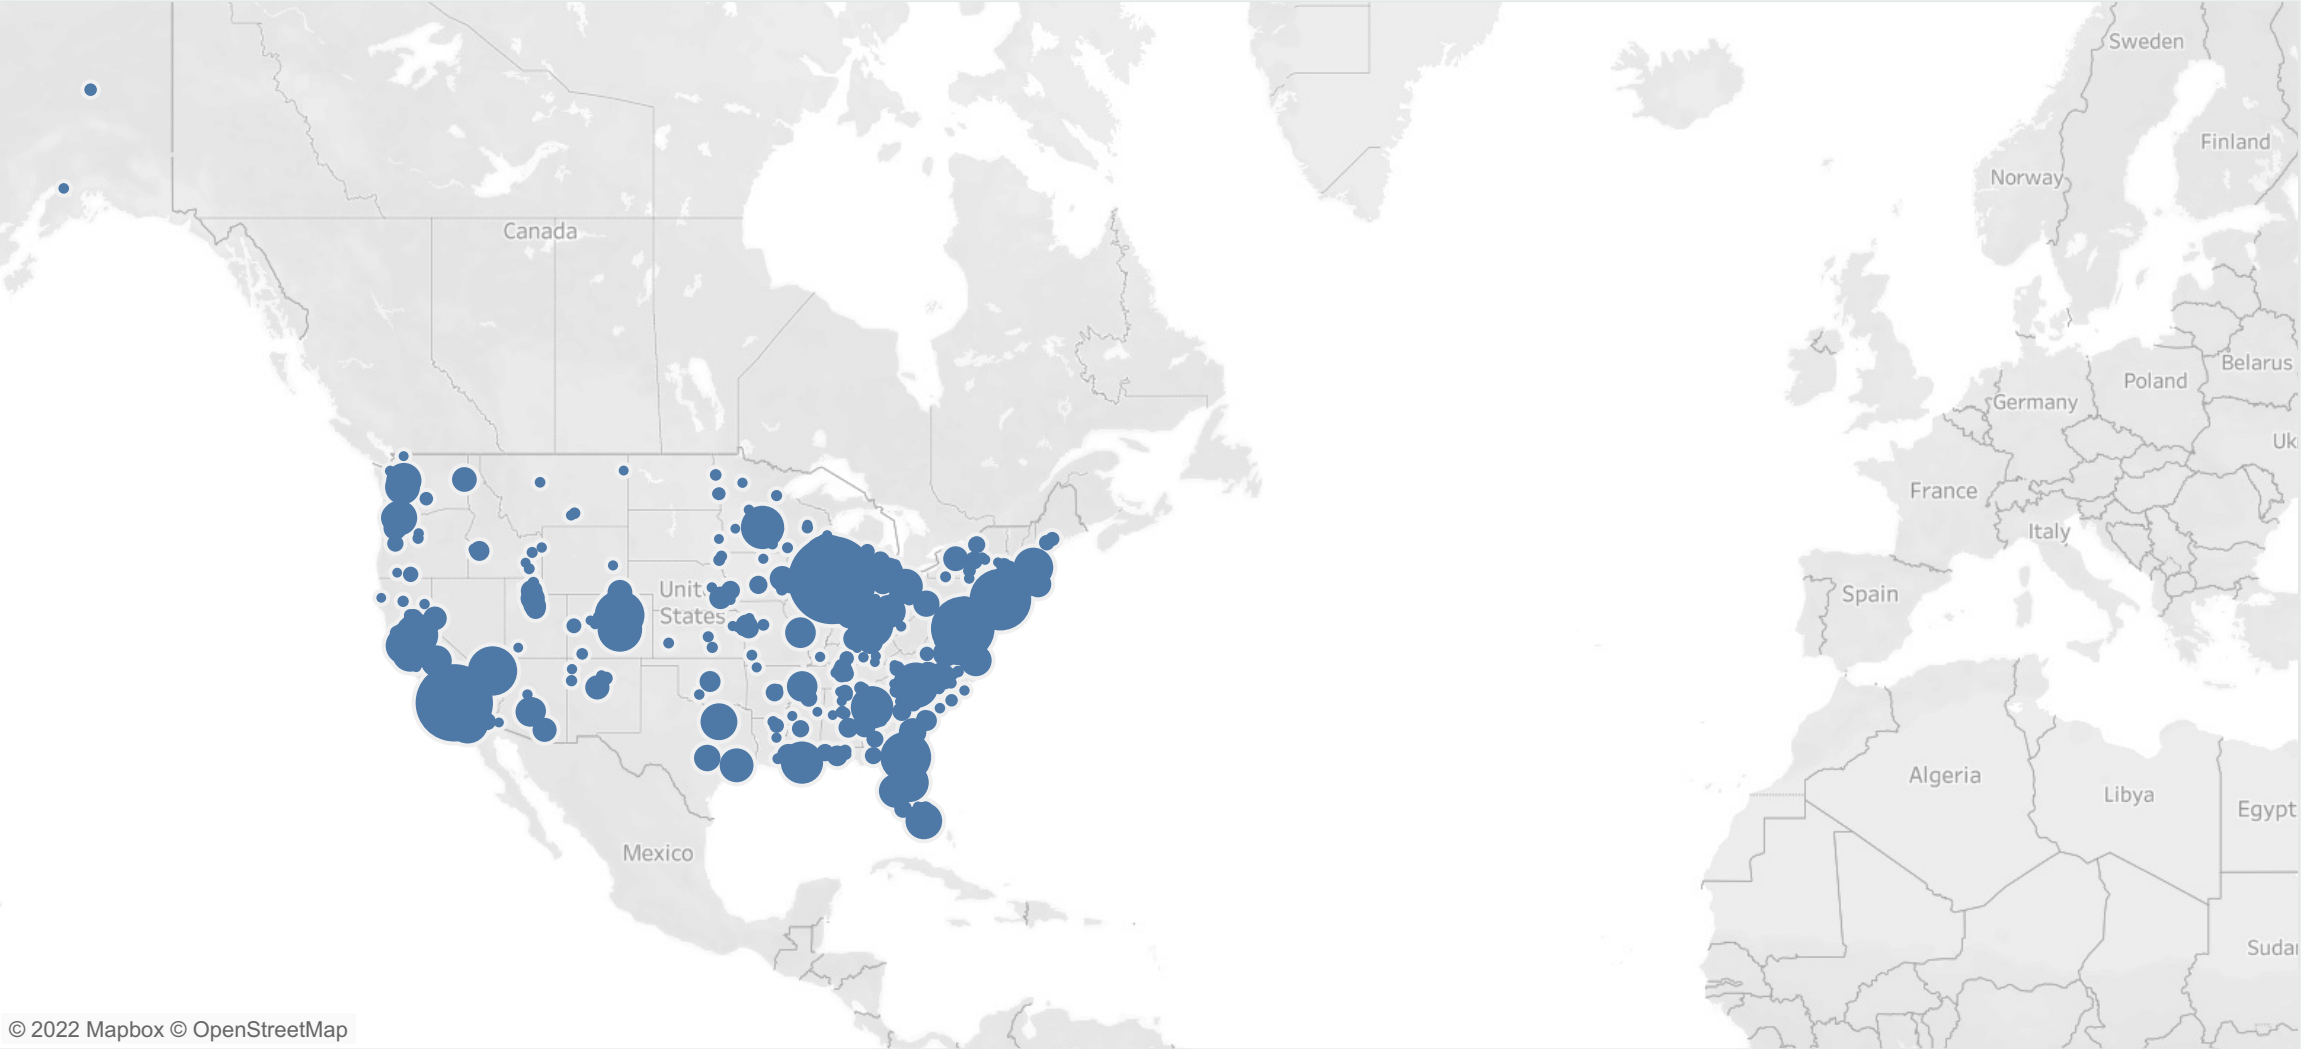 Sweden
Finland
Norway
Canada
Belarus
Poland
Germany
Uk
France
Italy
Unit
States
Spain
Algeria
Libya
Egypt
Mexico
Suda
© 2022 Mapbox © OpenStreetMap